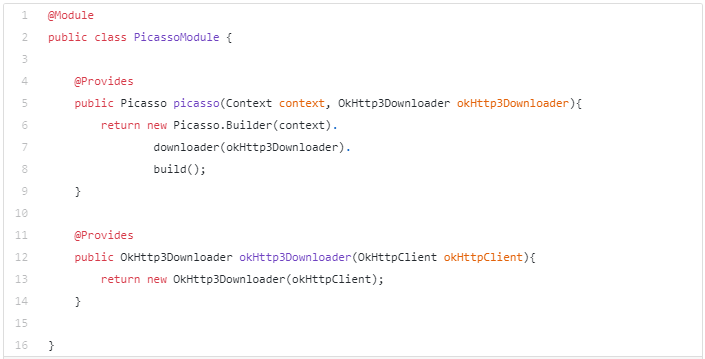 1 @Module
2 public class PicassoModule {
3
4 @Provides
5 public Picasso picasso(Context context, OkHttp3Downloader okHttp3Downloader){
6 return new Picasso.Builder(context).
7 downloader(okHttp3Downloader).
8 build();
9 }
10
11 @Provides
12 public OkHttp3Downloader okHttp3Downloader(OkHttpClient okHttpClient){
13 return new OkHttp3Downloader(okHttpClient);
14 }
15
16 }